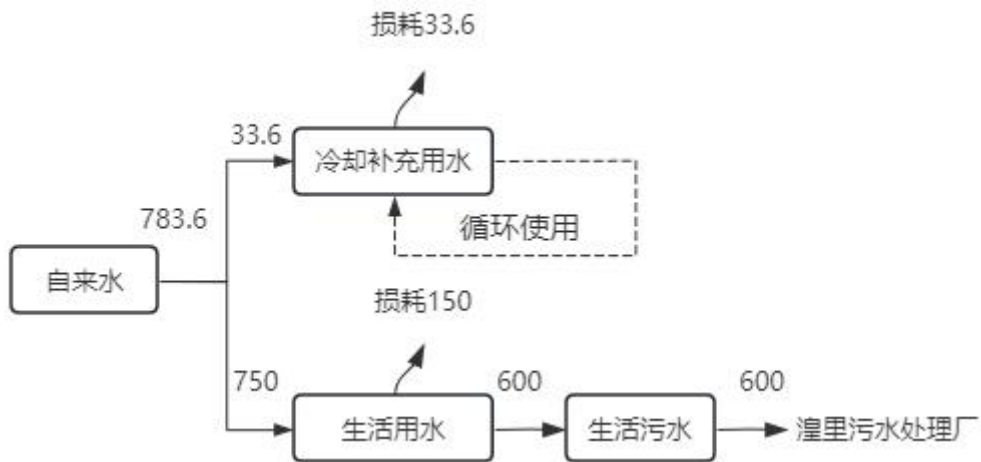 损耗33.6
33.6
冷却补充用水
783.6
循环使用
自来水
损耗150
750
600
600
生活用水
生活污水
湟里污水处理厂